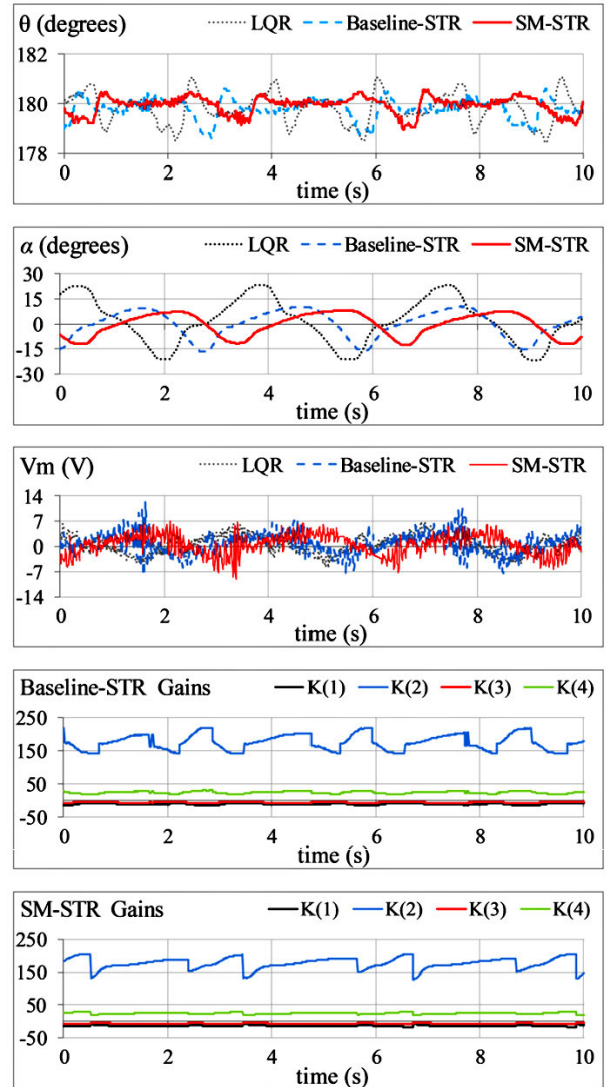 θ (degrees) LQR Baseline-STR SM-STR
182
180
178
0 2 4 6 8 10
time (s)
α (degrees) LQR Baseline-STR SM-STR
30
15
0
-15
-30
0 2 4 6 8 10
time (s)
Vm (V) LQR Baseline-STR SM-STR
14
7
0
-7
-14
0 2 4 6 8 10
time (s)
Baseline-STR Gains K(1) K(2) K(3) K(4)
250
150
50
-50
0 2 4 6 8 10
time (s)
SM-STR Gains K(1) K(2) K(3) K(4)
250
150
50
-50
0 2 4 6 8 10
time (s)